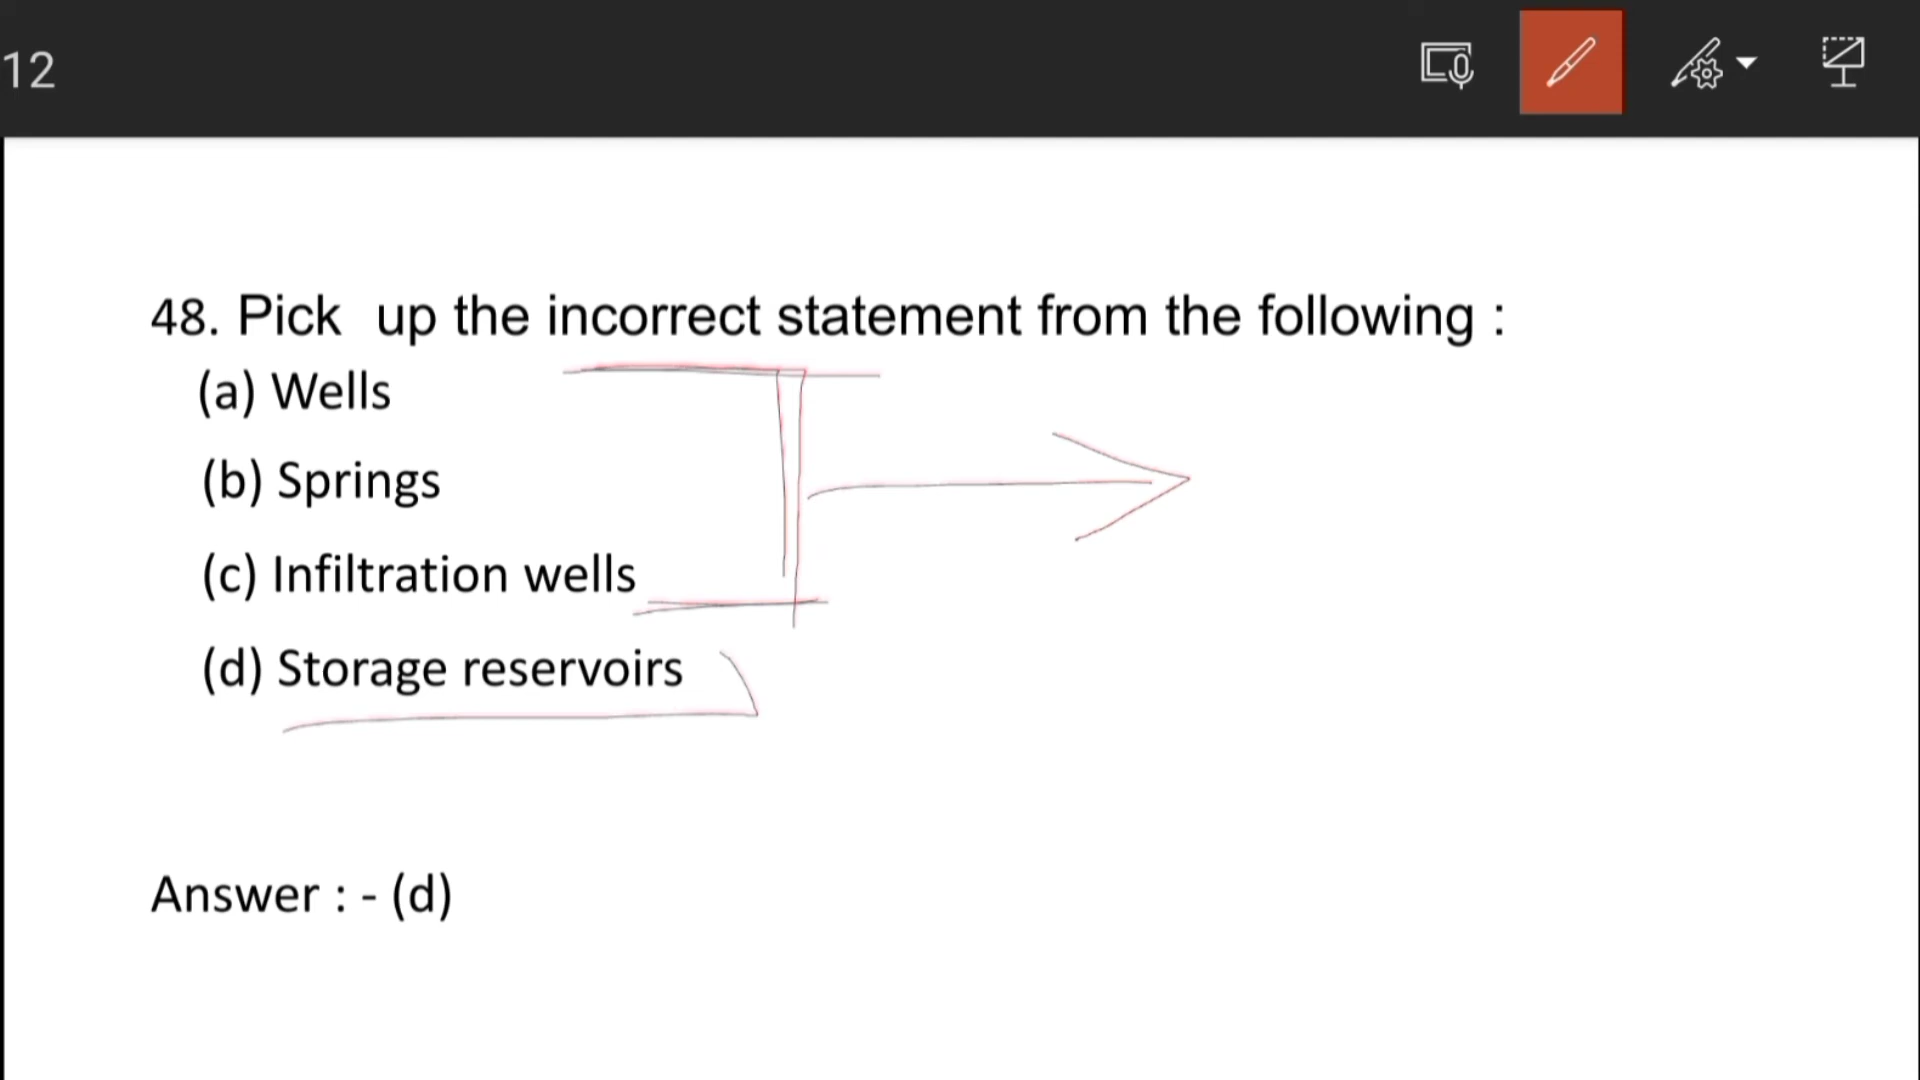 12
48. Pick up the incorrect statement from the following :
(a) Wells
(b) Springs
(c) Infiltration wells
(d) Storage reservoirs
Answer : - (d)